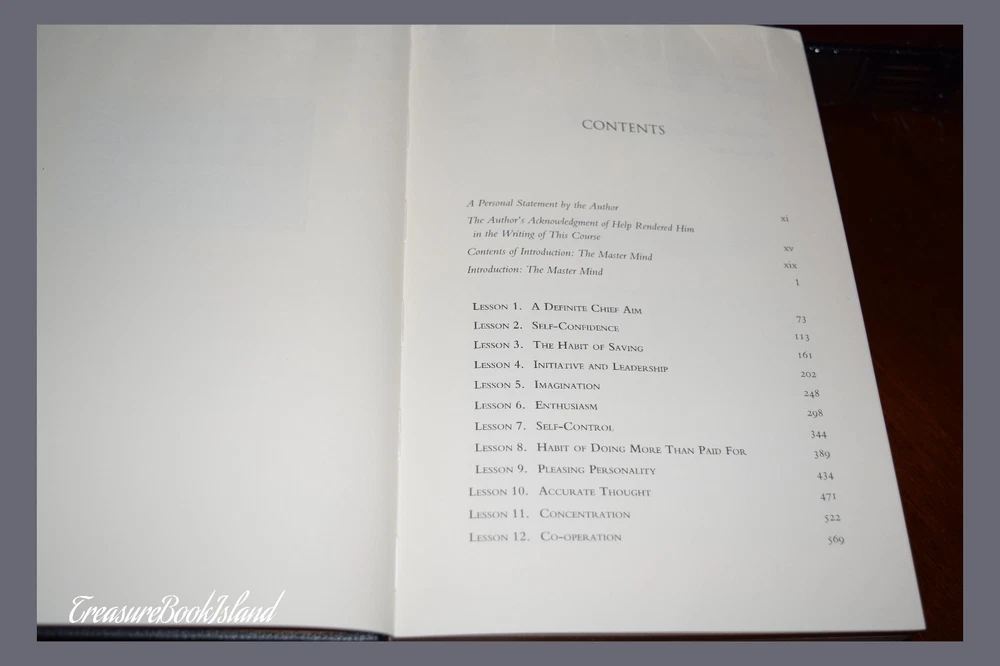 CONTENTS
A Personal Statement by the Author xi
The Author's Acknowledgment of Help Rendered Him
in the Writing of This Course xv
Contents of Introduction: The Master Mind xix
Introduction: The Master Mind 1
LESSON 1. A DEFINITE CHIEF AIM 73
LESSON 2. SELF-CONFIDENCE 113
LESSON 3. THE HABIT OF SAVING 161
LESSON 4. INITIATIVE AND LEADERSHIP 202
LESSON 5. IMAGINATION 248
LESSON 6. ENTHUSIASM 298
LESSON 7. SELF-CONTROL 344
LESSON 8. HABIT OF DOING MORE THAN PAID FOR 389
LESSON 9. PLEASING PERSONALITY 434
LESSON 10. ACCURATE THOUGHT 471
LESSON 11. CONCENTRATION 522
LESSON 12. CO-OPERATION 569
TreasureBookIsland